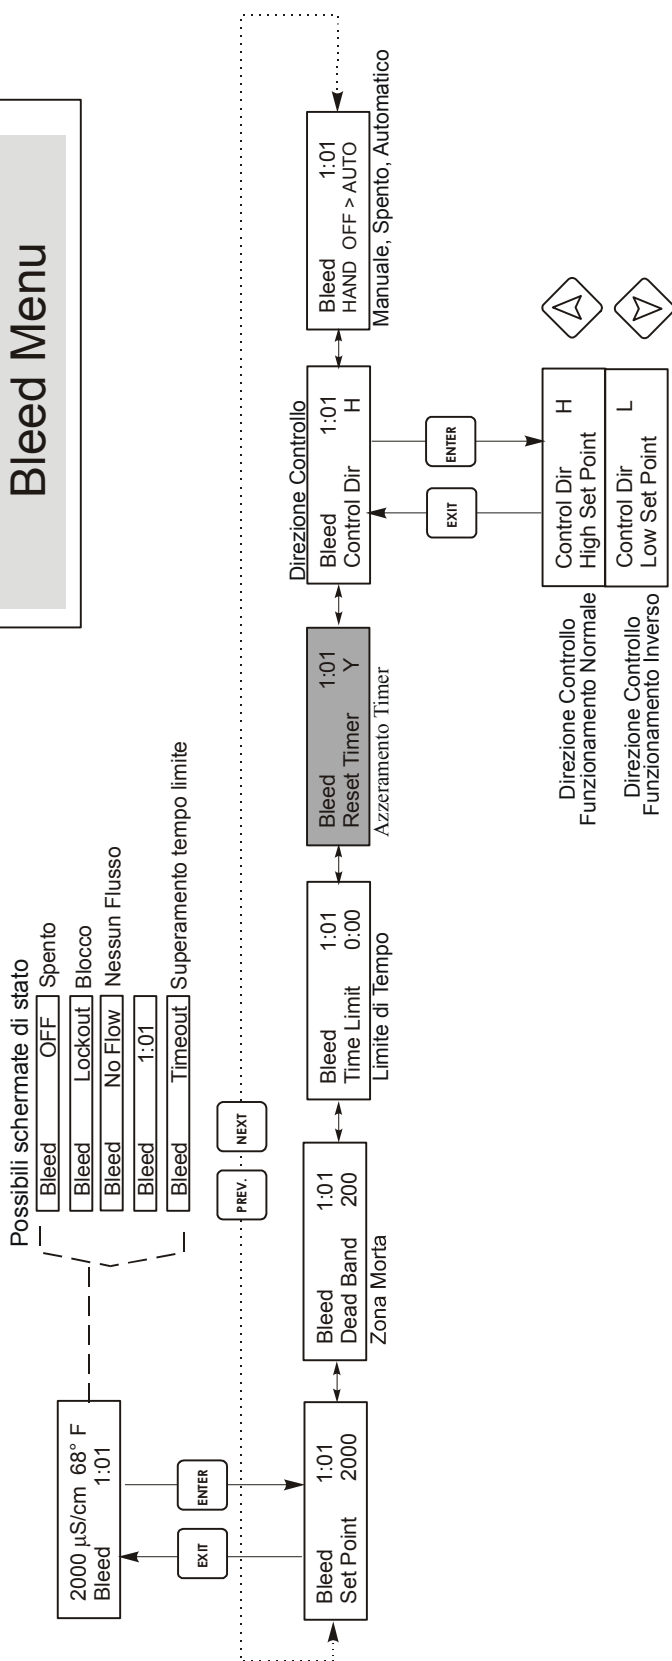 Bleed Menu
Possibili schermate di stato
Bleed OFF Spento
Bleed Lockout Blocco
Bleed No Flow Nessun Flusso
Bleed 1:01
Bleed Timeout Superamento tempo limite
2000 µS/cm 68° F
Bleed 1:01
EXIT
ENTER
PREV.
NEXT
Bleed 1:01
Set Point 2000
Bleed 1:01
Dead Band 200
Zona Morta
Bleed 1:01
Time Limit 0:00
Limite di Tempo
Bleed 1:01
Reset Timer Y
Azzeramento Timer
Direzione Controllo
Bleed 1:01
Control Dir H
Bleed 1:01
HAND OFF > AUTO
Manuale, Spento, Automatico
EXIT
ENTER
Direzione Controllo
Funzionamento Normale
Control Dir H
High Set Point
Direzione Controllo
Funzionamento Inverso
Control Dir L
Low Set Point